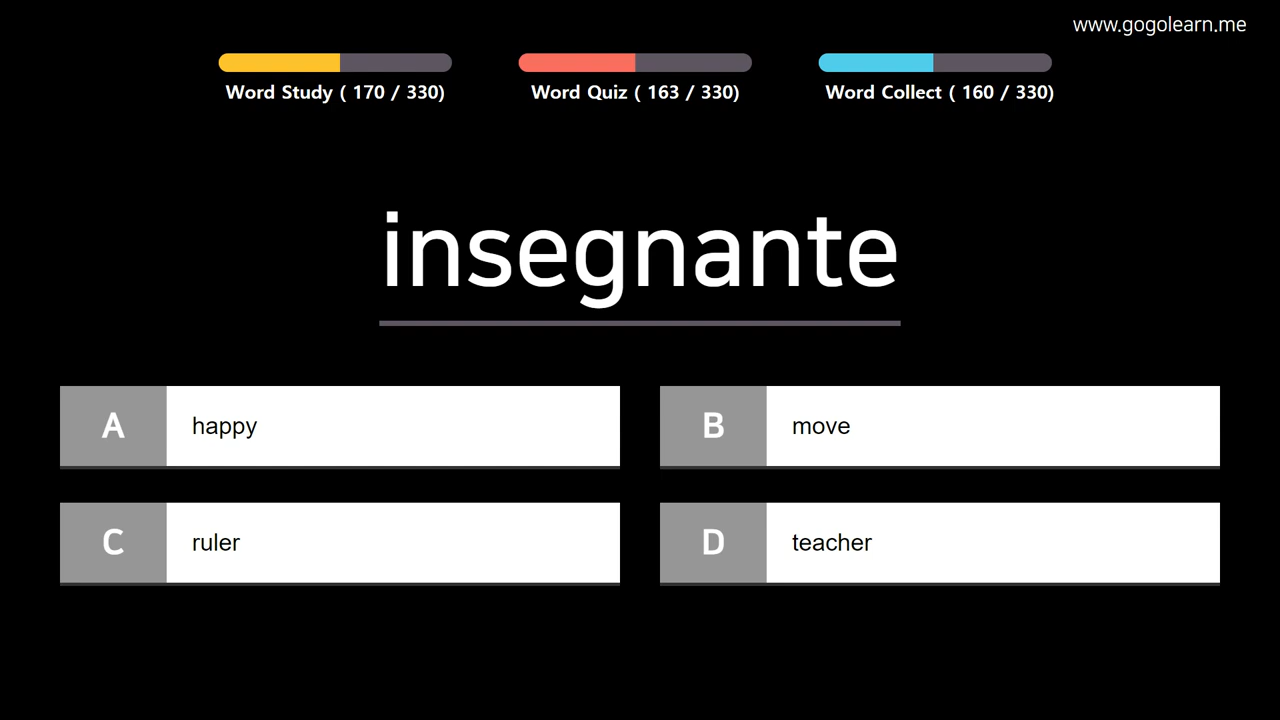 www.gogolearn.me
Word Study ( 170 / 330)
Word Quiz ( 163 / 330)
Word Collect ( 160 / 330)
insegnante
A happy
B move
C ruler
D teacher